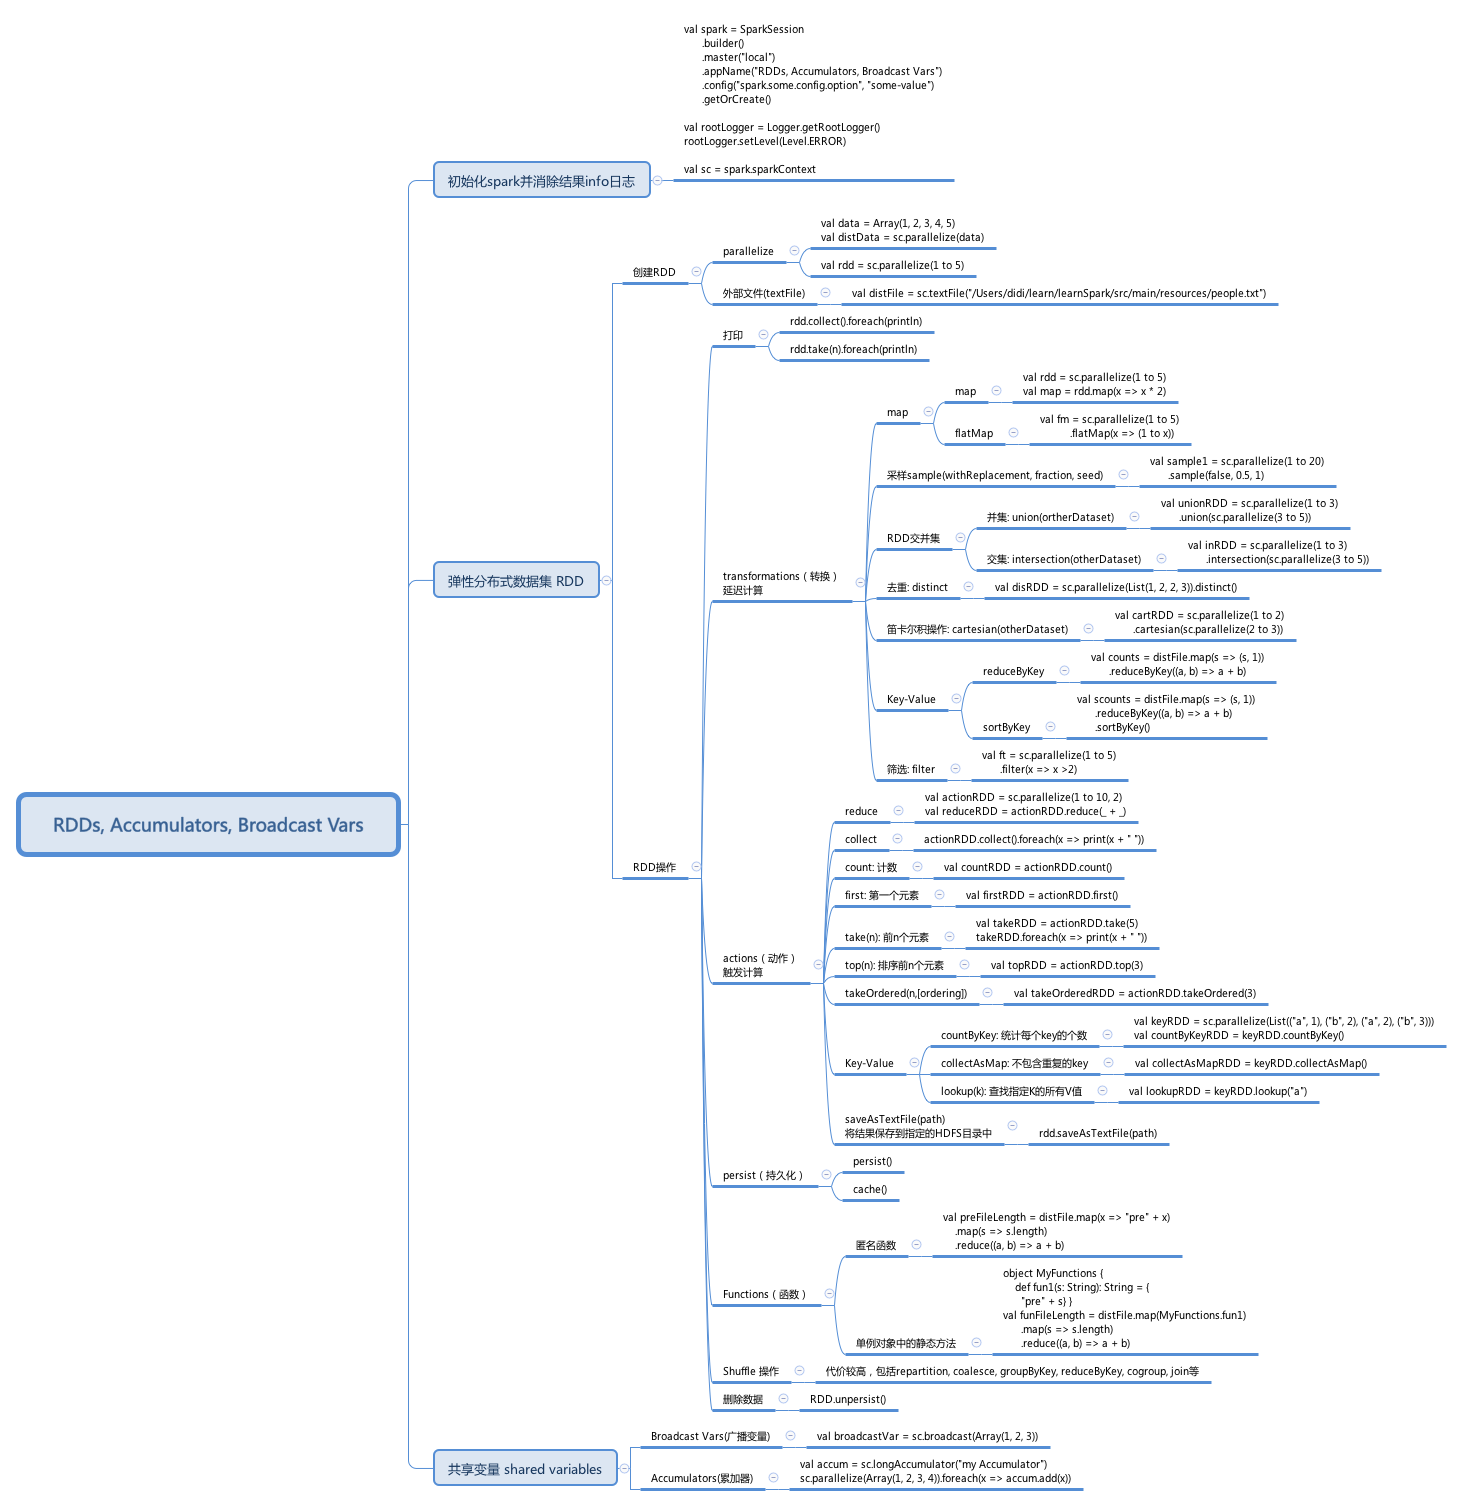 RDDs, Accumulators, Broadcast Vars
初始化spark并消除结果info日志
val spark = SparkSession
.builder()
.master("local")
.appName("RDDs, Accumulators, Broadcast Vars")
.config("spark.some.config.option", "some-value")
.getOrCreate()
val rootLogger = Logger.getRootLogger()
rootLogger.setLevel(Level.ERROR)
val sc = spark.sparkContext
弹性分布式数据集 RDD
创建RDD
parallelize
val data = Array(1, 2, 3, 4, 5)
val distData = sc.parallelize(data)
val rdd = sc.parallelize(1 to 5)
外部文件(textFile)
val distFile = sc.textFile("/Users/didi/learn/learnSpark/src/main/resources/people.txt")
RDD操作
打印
rdd.collect().foreach(println)
rdd.take(n).foreach(println)
transformations（转换）
延迟计算
map
map
val rdd = sc.parallelize(1 to 5)
val map = rdd.map(x => x * 2)
flatMap
val fm = sc.parallelize(1 to 5)
.flatMap(x => (1 to x))
采样sample(withReplacement, fraction, seed)
val sample1 = sc.parallelize(1 to 20)
.sample(false, 0.5, 1)
RDD交并集
并集: union(ortherDataset)
val unionRDD = sc.parallelize(1 to 3)
.union(sc.parallelize(3 to 5))
交集: intersection(otherDataset)
val inRDD = sc.parallelize(1 to 3)
.intersection(sc.parallelize(3 to 5))
去重: distinct
val disRDD = sc.parallelize(List(1, 2, 2, 3)).distinct()
笛卡尔积操作: cartesian(otherDataset)
val cartRDD = sc.parallelize(1 to 2)
.cartesian(sc.parallelize(2 to 3))
Key-Value
reduceByKey
val counts = distFile.map(s => (s, 1))
.reduceByKey((a, b) => a + b)
sortByKey
val scounts = distFile.map(s => (s, 1))
.reduceByKey((a, b) => a + b)
.sortByKey()
筛选: filter
val ft = sc.parallelize(1 to 5)
.filter(x => x >2)
actions（动作）
触发计算
reduce
val actionRDD = sc.parallelize(1 to 10, 2)
val reduceRDD = actionRDD.reduce(_ + _)
collect
actionRDD.collect().foreach(x => print(x + " "))
count: 计数
val countRDD = actionRDD.count()
first: 第一个元素
val firstRDD = actionRDD.first()
take(n): 前n个元素
val takeRDD = actionRDD.take(5)
takeRDD.foreach(x => print(x + " "))
top(n): 排序前n个元素
val topRDD = actionRDD.top(3)
takeOrdered(n,[ordering])
val takeOrderedRDD = actionRDD.takeOrdered(3)
Key-Value
countByKey: 统计每个key的个数
val keyRDD = sc.parallelize(List(("a", 1), ("b", 2), ("a", 2), ("b", 3)))
val countByKeyRDD = keyRDD.countByKey()
collectAsMap: 不包含重复的key
val collectAsMapRDD = keyRDD.collectAsMap()
lookup(k): 查找指定K的所有V值
val lookupRDD = keyRDD.lookup("a")
saveAsTextFile(path)
将结果保存到指定的HDFS目录中
rdd.saveAsTextFile(path)
persist（持久化）
persist()
cache()
Functions（函数）
匿名函数
val preFileLength = distFile.map(x => "pre" + x)
.map(s => s.length)
.reduce((a, b) => a + b)
单例对象中的静态方法
object MyFunctions {
def fun1(s: String): String = {
"pre" + s} }
val funFileLength = distFile.map(MyFunctions.fun1)
.map(s => s.length)
.reduce((a, b) => a + b)
Shuffle 操作
代价较高，包括repartition, coalesce, groupByKey, reduceByKey, cogroup, join等
删除数据
RDD.unpersist()
共享变量 shared variables
Broadcast Vars(广播变量)
val broadcastVar = sc.broadcast(Array(1, 2, 3))
Accumulators(累加器)
val accum = sc.longAccumulator("my Accumulator")
sc.parallelize(Array(1, 2, 3, 4)).foreach(x => accum.add(x))